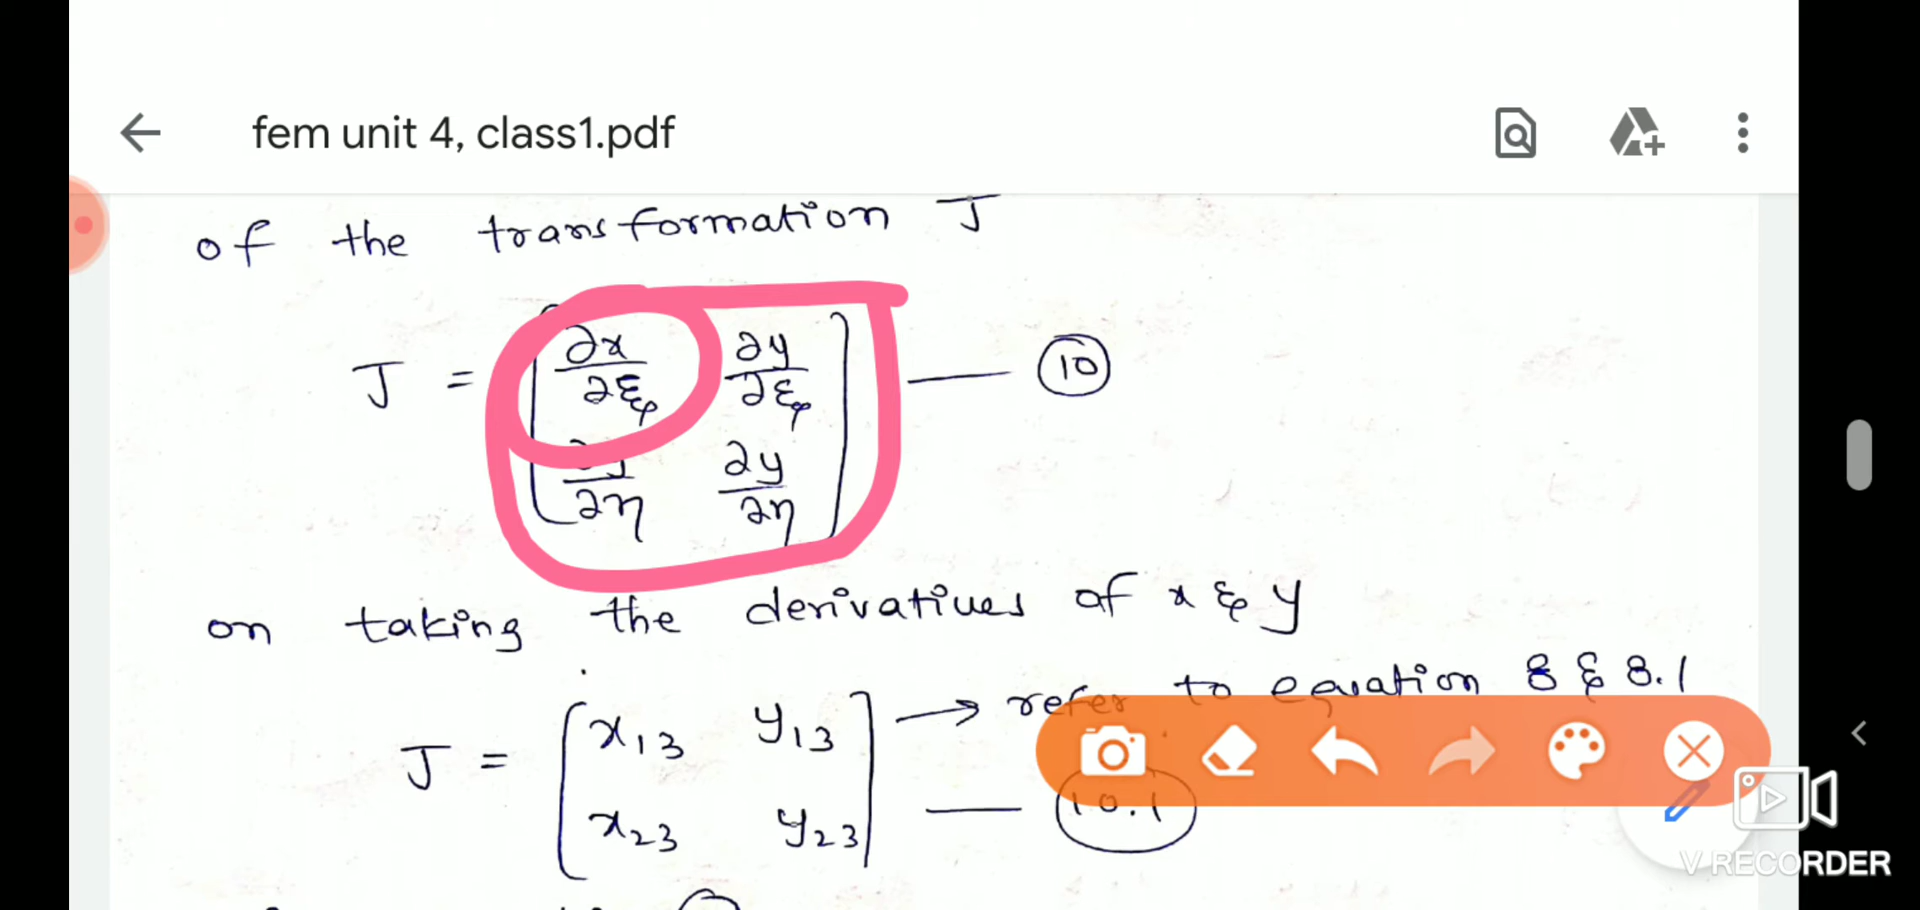 fem unit 4, class1.pdf
of the transformation J
J = [ ∂x/∂ξ ∂y/∂ξ
∂η ∂y/∂η ] — 10
on taking the derivatives of x & y
J = [ x13 y13 → refer to equation 8 & 8.1
x23 y23 ] — 10.1
V RECORDER